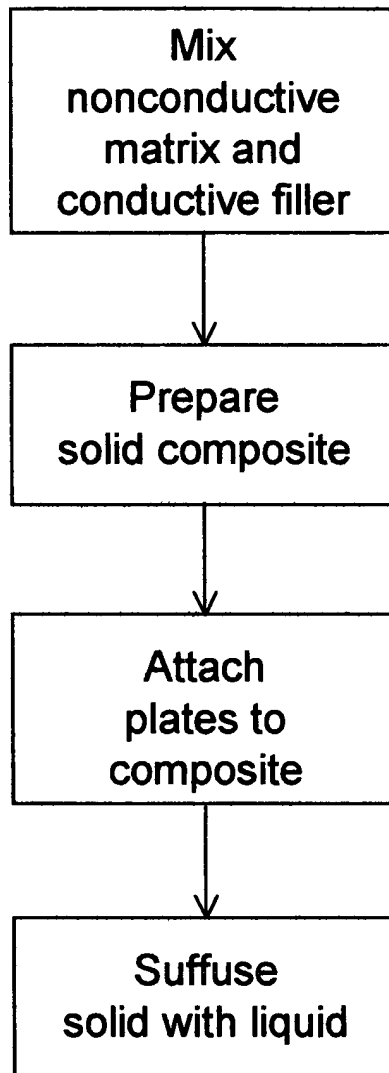 Mix
nonconductive
matrix and
conductive filler
Prepare
solid composite
Attach
plates to
composite
Suffuse
solid with liquid